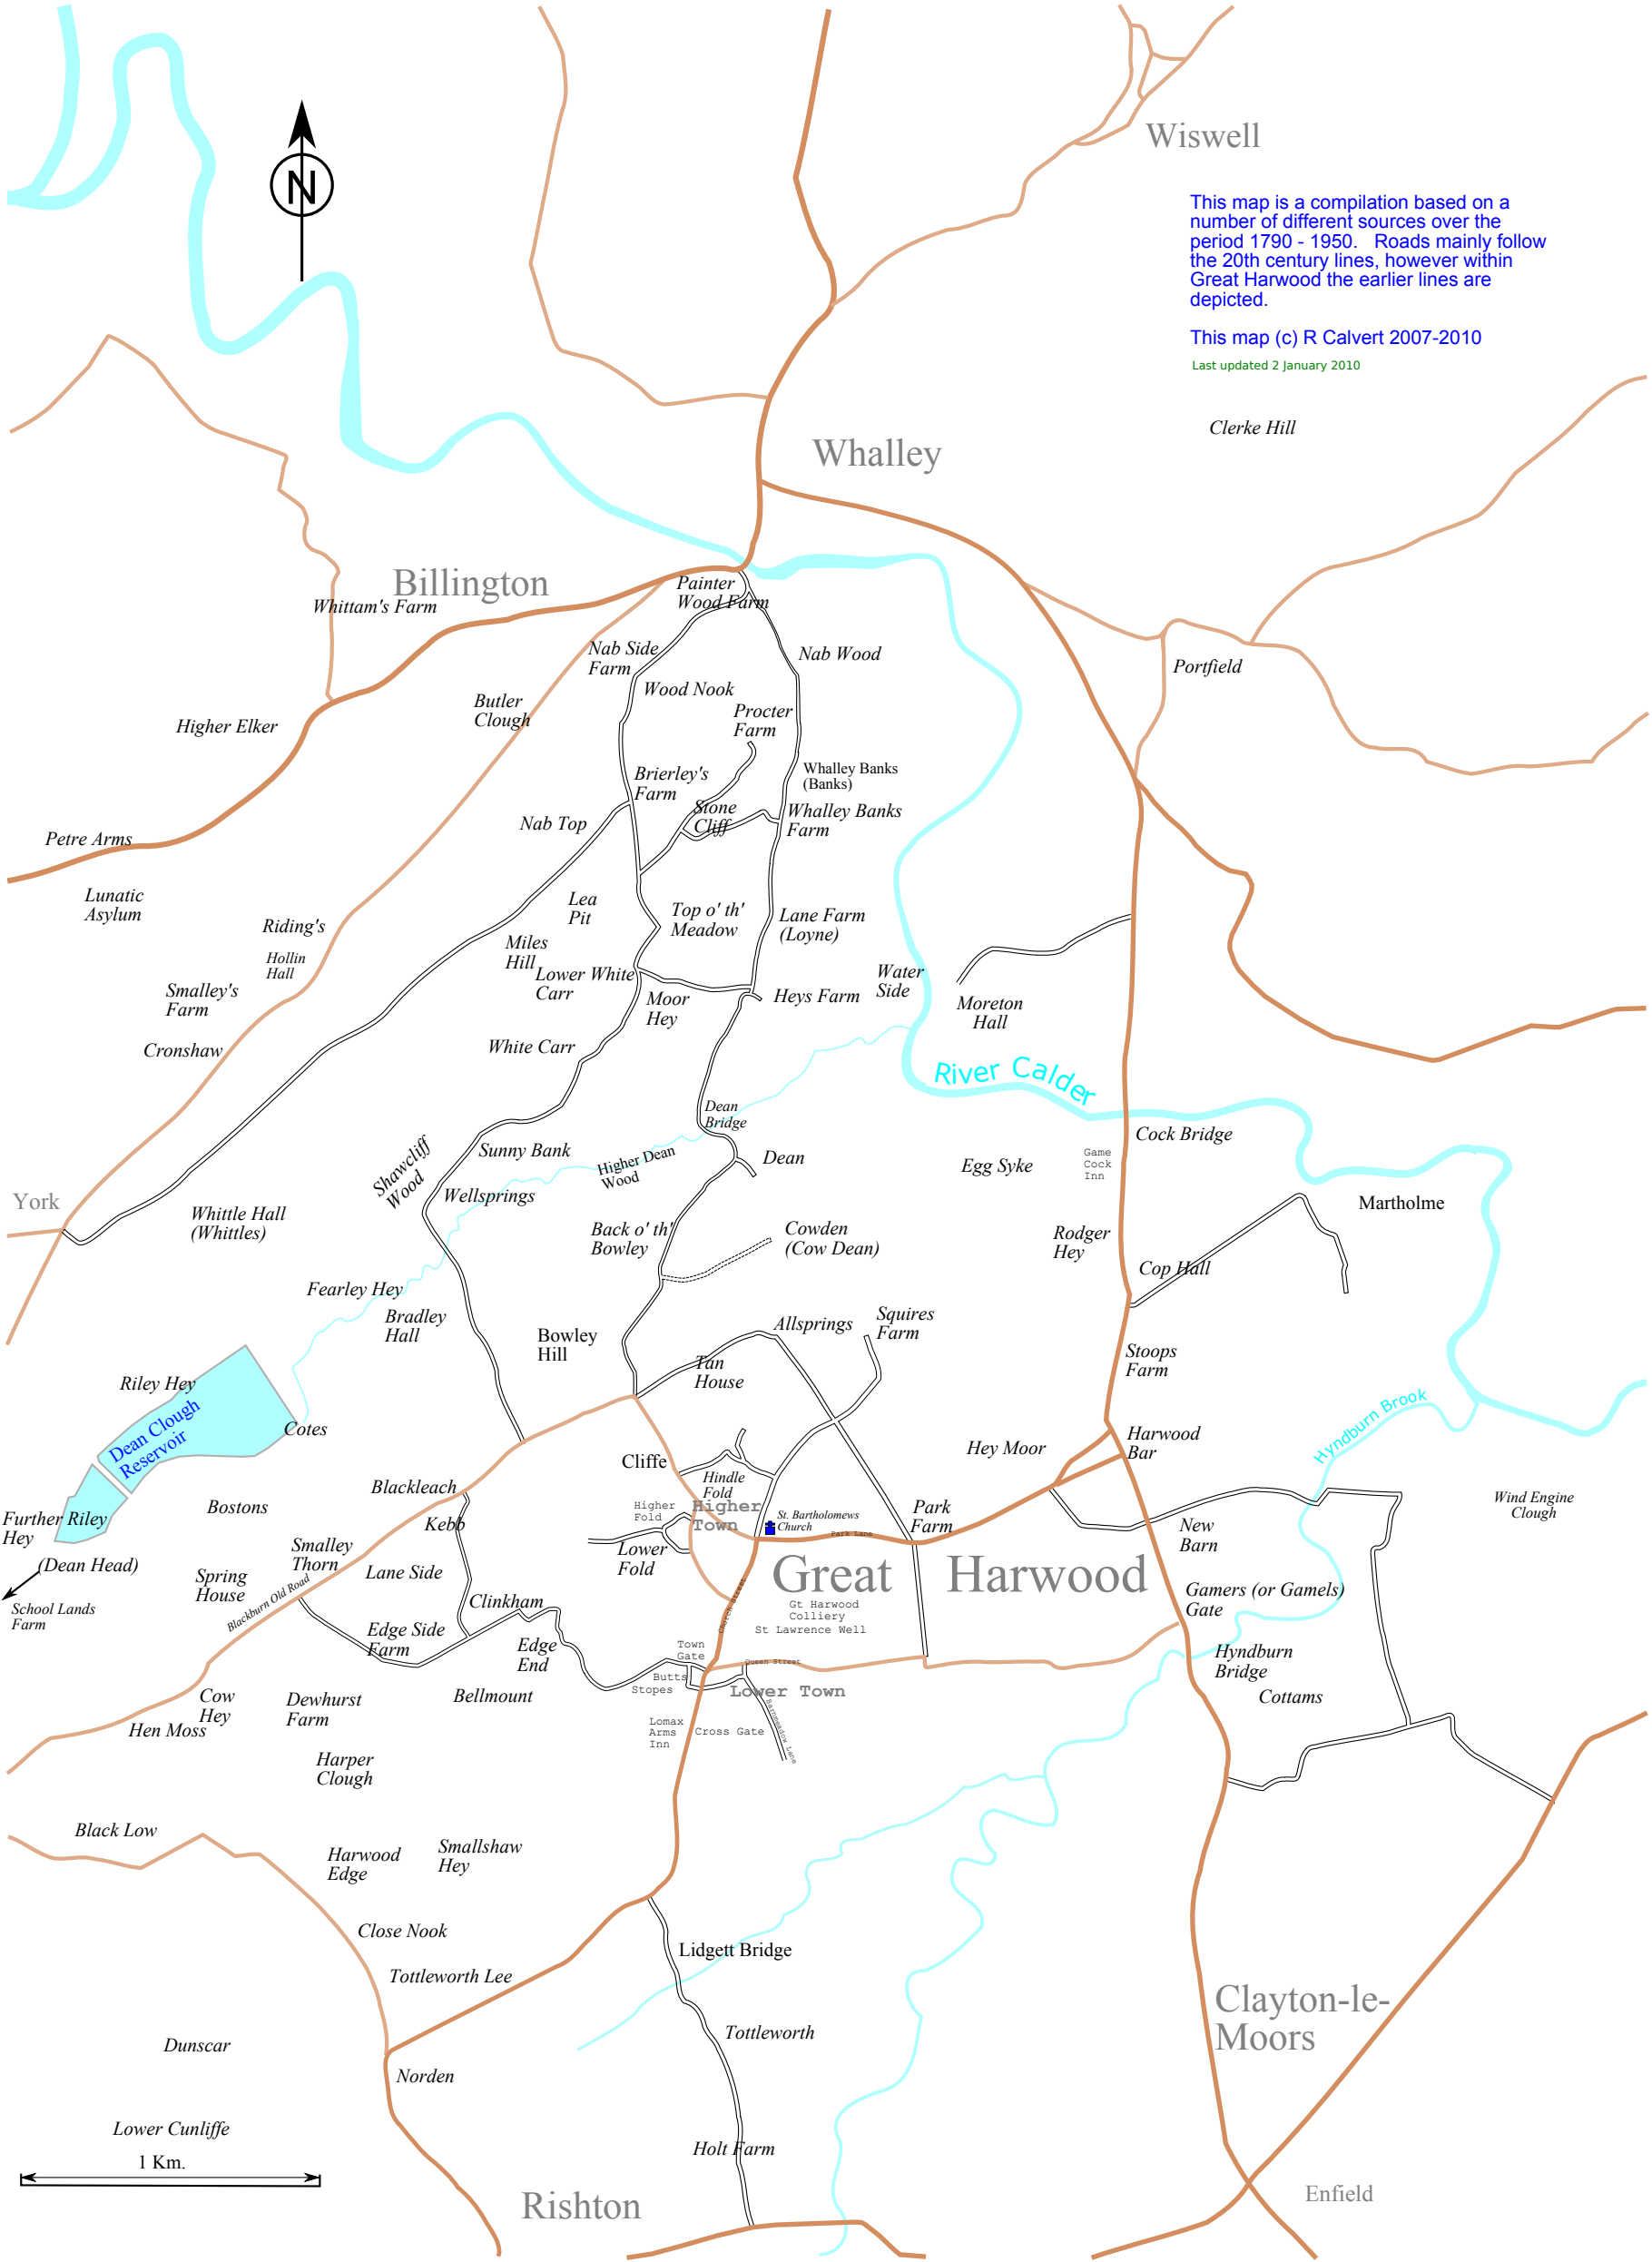 N
Wiswell
This map is a compilation based on a
number of different sources over the
period 1790 - 1950. Roads mainly follow
the 20th century lines, however within
Great Harwood the earlier lines are
depicted.
This map (c) R Calvert 2007-2010
Last updated 2 January 2010
Clerke Hill
Whalley
Billington
Painter
Wood Farm
Whittam's Farm
Nab Side
Farm
Nab Wood
Portfield
Wood Nook
Butler
Clough
Procter
Farm
Higher Elker
Whalley Banks
(Banks)
Brierley's
Farm
Stone
Cliff
Whalley Banks
Farm
Nab Top
Petre Arms
Lunatic
Asylum
Lea
Pit
Top o' th'
Meadow
Lane Farm
(Loyne)
Riding's
Miles
Hill
Hollin
Hall
Lower White
Carr
Water
Side
Smalley's
Farm
Moor
Hey
Heys Farm
Moreton
Hall
Cronshaw
White Carr
River Calder
Dean
Bridge
Cock Bridge
Shawcliff
Wood
Sunny Bank
Higher Dean
Wood
Dean
Egg Syke
Game
Cock
Inn
York
Wellsprings
Martholme
Whittle Hall
(Whittles)
Back o' th'
Bowley
Cowden
(Cow Dean)
Rodger
Hey
Cop Hall
Fearley Hey
Bradley
Hall
Bowley
Hill
Allsprings
Squires
Farm
Stoops
Farm
Tan
House
Riley Hey
Dean Clough
Reservoir
Cotes
Hyndburn Brook
Harwood
Bar
Hey Moor
Cliffe
Hindle
Fold
Blackleach
Higher
Fold
Higher
Town
St. Bartholomews
Church
Park Lane
Park
Farm
Wind Engine
Clough
Bostons
Further Riley
Hey
Kebb
New
Barn
Smalley
Thorn
Lower
Fold
(Dean Head)
Lane Side
Great Harwood
Spring
House
School Lands
Farm
Blackburn Old Road
Clinkham
Church Street
Gt Harwood
Colliery
St Lawrence Well
Gamers (or Gamels)
Gate
Edge Side
Farm
Edge
End
Town
Gate
Queen Street
Hyndburn
Bridge
Butts
Stopes
Lower Town
Cottams
Cow
Hey
Dewhurst
Farm
Bellmount
Hen Moss
Lomax
Arms
Inn
Cross Gate
Barnmeadow Lane
Harper
Clough
Black Low
Harwood
Edge
Smallshaw
Hey
Close Nook
Lidgett Bridge
Tottleworth Lee
Clayton-le-
Moors
Tottleworth
Dunscar
Norden
Lower Cunliffe
Holt Farm
1 Km.
Rishton
Enfield